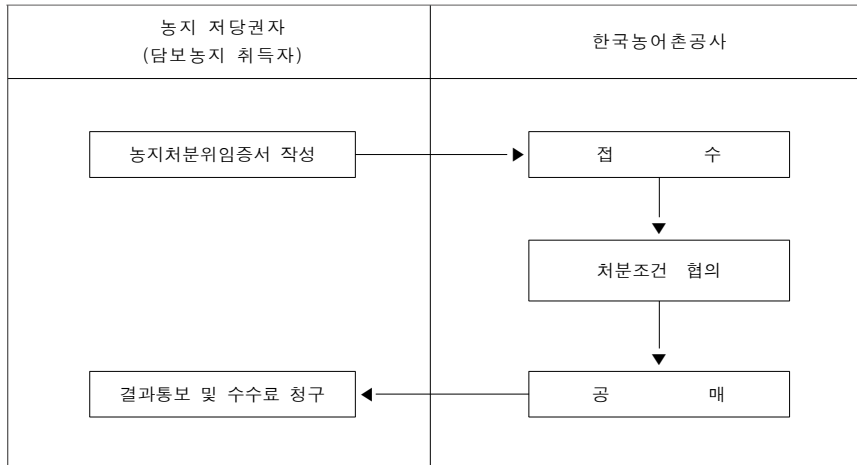 농지 저당권자
(담보농지 취득자)
한국농어촌공사
농지처분위임증서 작성
접 수
처분조건 협의
결과통보 및 수수료 청구
공 매